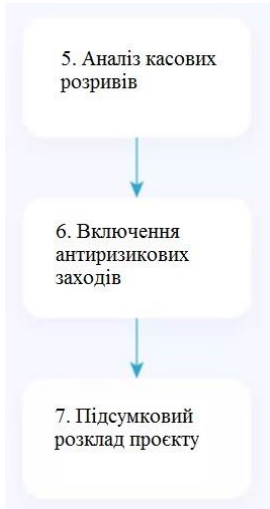 5. Аналіз касових
розривів
6. Включення
антиризикових
заходів
7. Підсумковий
розклад проєкту